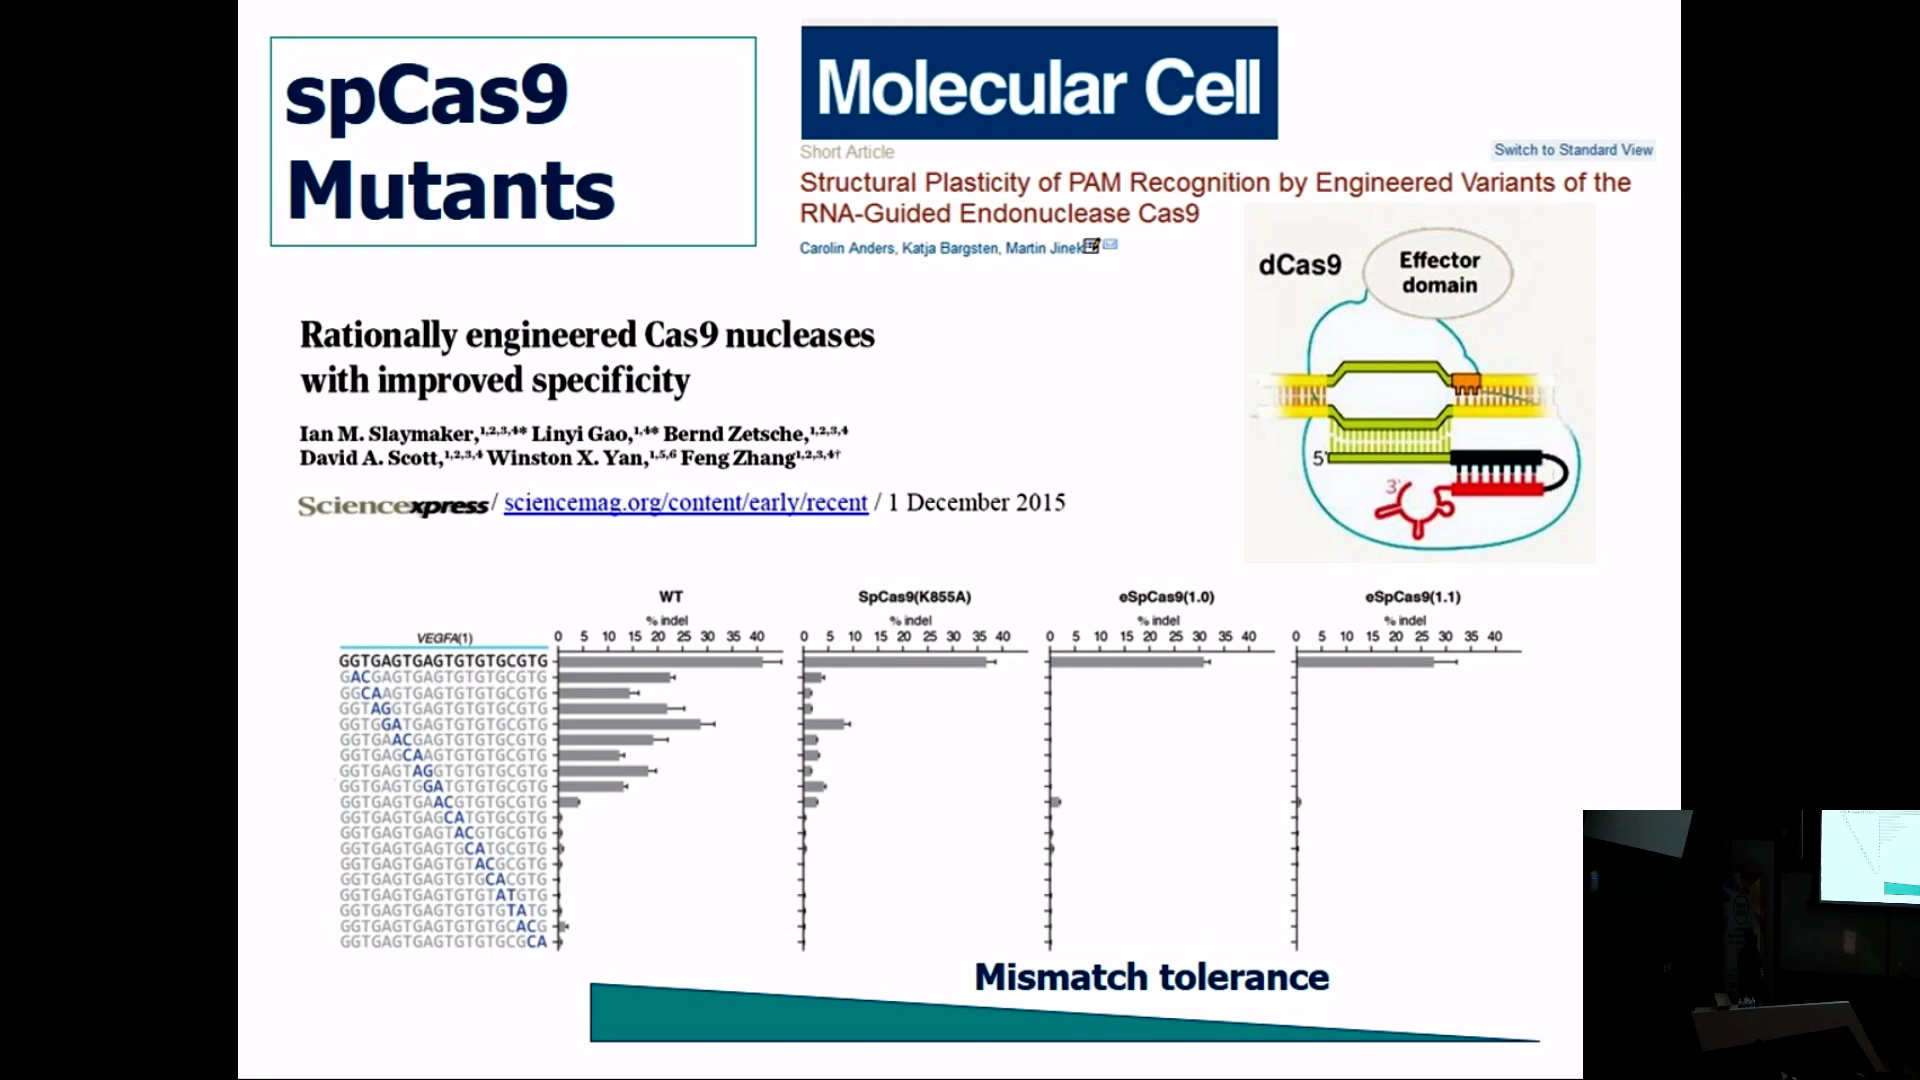 spCas9
Mutants
Molecular Cell
Short Article
Switch to Standard View
Structural Plasticity of PAM Recognition by Engineered Variants of the
RNA-Guided Endonuclease Cas9
Carolin Anders, Katja Bargsten, Martin Jinek
dCas9
Effector
domain
5'
3'
Rationally engineered Cas9 nucleases
with improved specificity
Ian M. Slaymaker,1,2,3,4* Linyi Gao,1,4* Bernd Zetsche,1,2,3,4
David A. Scott,1,2,3,4 Winston X. Yan,1,5,6 Feng Zhang1,2,3,4†
Sciencexpress / sciencemag.org/content/early/recent / 1 December 2015
WT SpCas9(K855A) eSpCas9(1.0) eSpCas9(1.1)
% indel % indel % indel % indel
VEGFA(1) 0 5 10 15 20 25 30 35 40 0 5 10 15 20 25 30 35 40 0 5 10 15 20 25 30 35 40 0 5 10 15 20 25 30 35 40
GGTGAGTGAGTGTGTGCGTG
GACGAGTGAGTGTGTGCGTG
GGCAAGTGAGTGTGTGCGTG
GGTAGGTGAGTGTGTGCGTG
GGTGGATGAGTGTGTGCGTG
GGTGAACGAGTGTGTGCGTG
GGTGAGCAAGTGTGTGCGTG
GGTGAGTAGGTGTGTGCGTG
GGTGAGTGGATGTGTGCGTG
GGTGAGTGAACGTGTGCGTG
GGTGAGTGAGCATGTGCGTG
GGTGAGTGAGTACGTGCGTG
GGTGAGTGAGTGCATGCGTG
GGTGAGTGAGTGTACGCGTG
GGTGAGTGAGTGTGCACGTG
GGTGAGTGAGTGTGTATGTG
GGTGAGTGAGTGTGTGTATG
GGTGAGTGAGTGTGTGCACG
GGTGAGTGAGTGTGTGCGCA
Mismatch tolerance